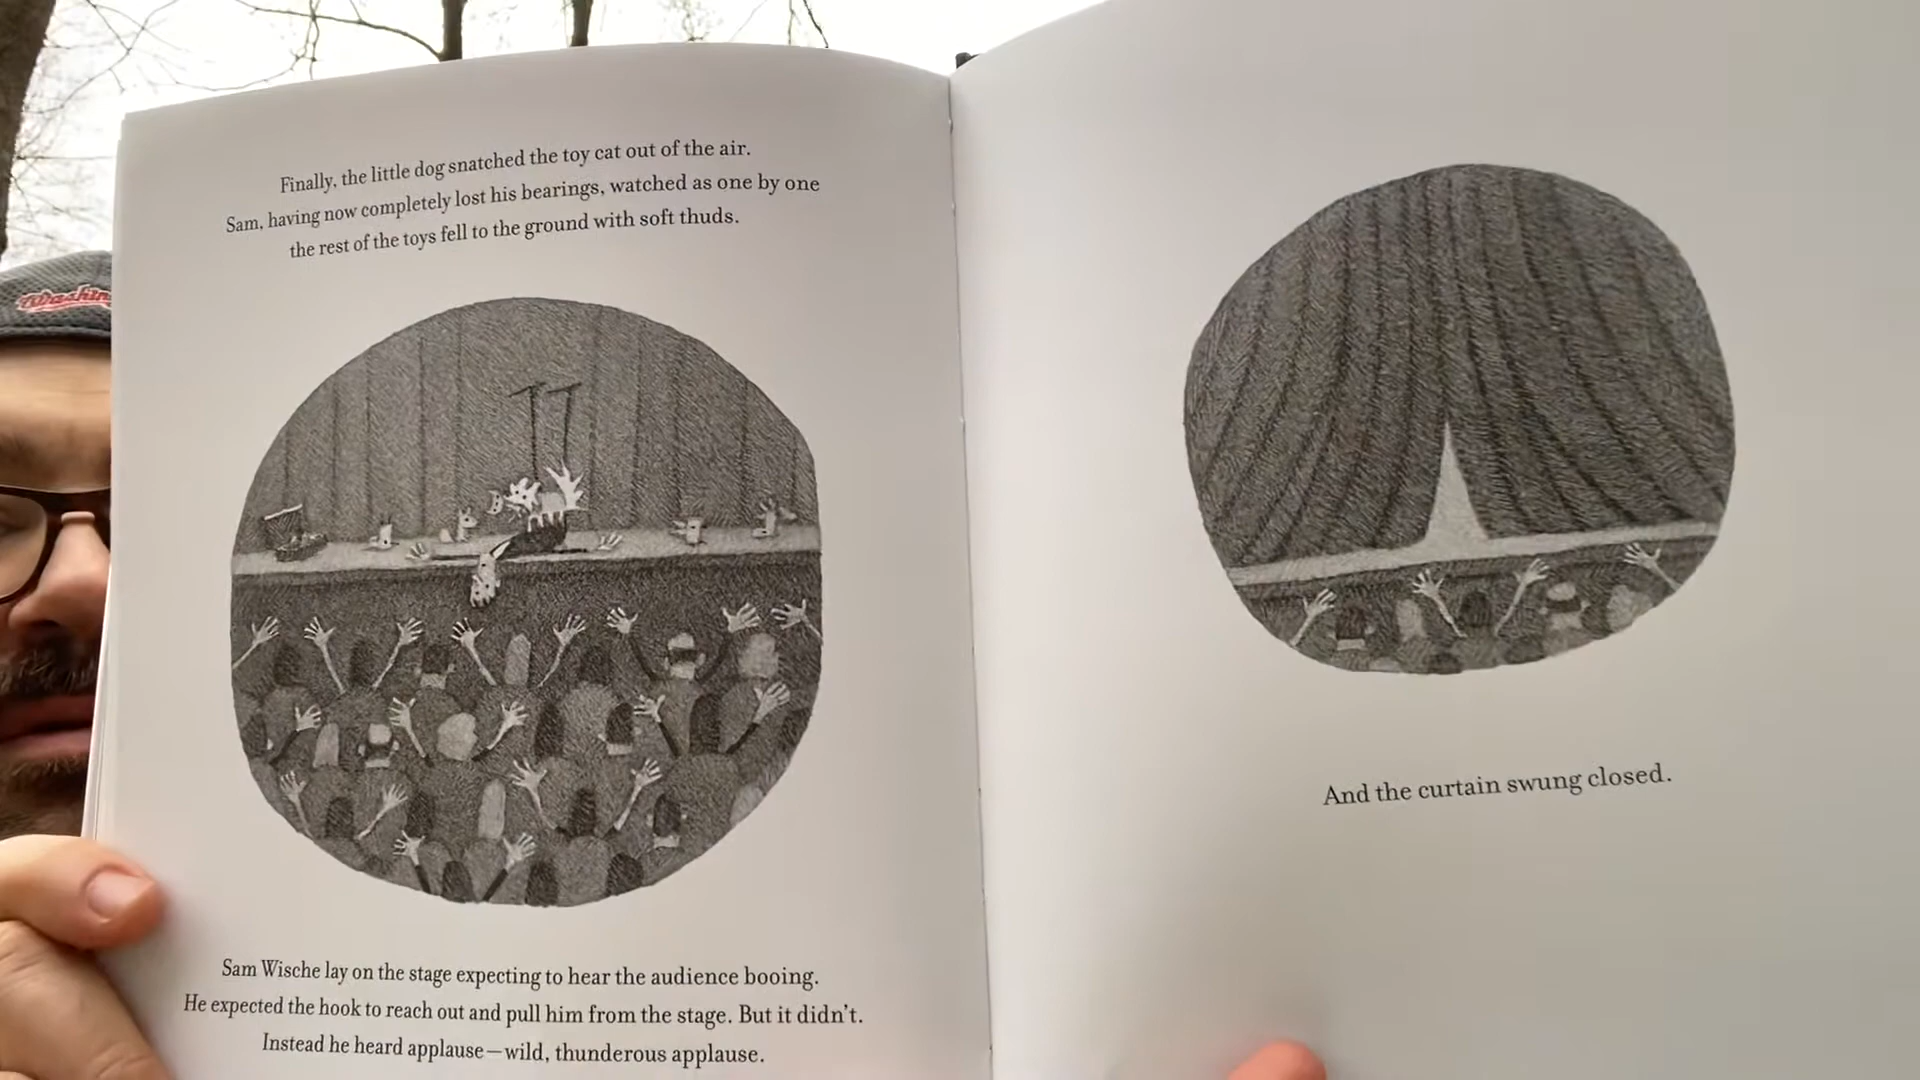 Washin
Finally, the little dog snatched the toy cat out of the air.
Sam, having now completely lost his bearings, watched as one by one
the rest of the toys fell to the ground with soft thuds.
Sam Wische lay on the stage expecting to hear the audience booing.
He expected the hook to reach out and pull him from the stage. But it didn't.
Instead he heard applause—wild, thunderous applause.
And the curtain swung closed.